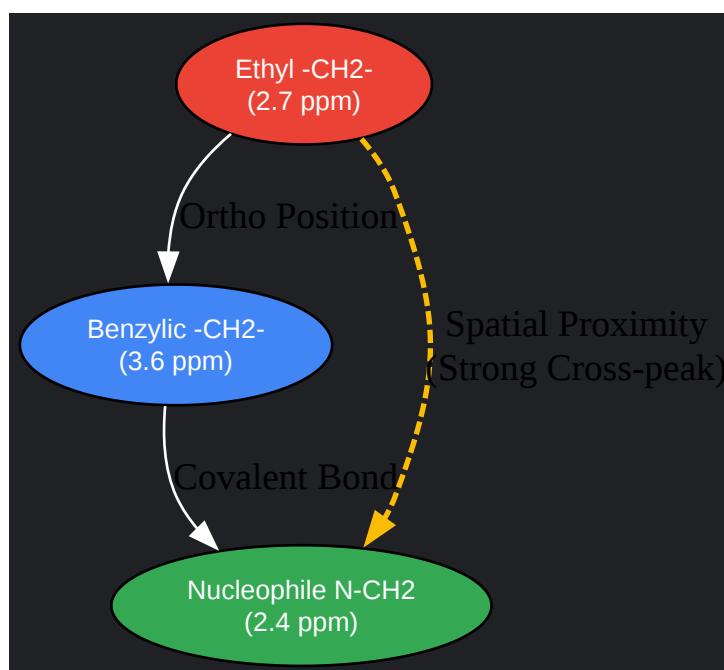 Ethyl -CH2-
(2.7 ppm)
Ortho Position
Benzylic -CH2-
(3.6 ppm)
Spatial Proximity
(Strong Cross-peak)
Covalent Bond
Nucleophile N-CH2
(2.4 ppm)